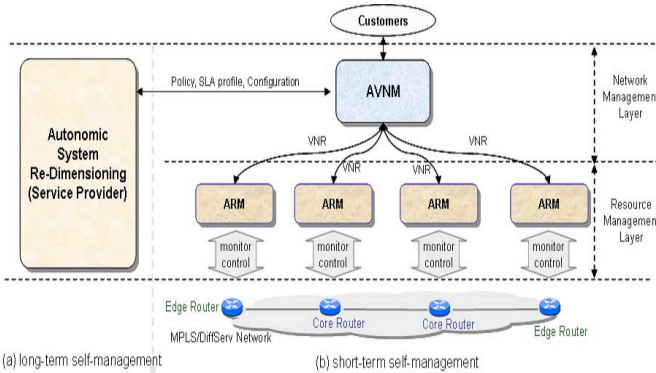 Customers
Policy, SLA profile, Configuration
AVNM
Network
Management
Layer
Autonomic
System
Re-Dimensioning
(Service Provider)
VNR
VNR
VNR
VNR
ARM
ARM
ARM
ARM
Resource
Management
Layer
monitor
control
monitor
control
monitor
control
monitor
control
Edge Router
Core Router
Core Router
Edge Router
MPLS/DiffServ Network
(a) long-term self-management
(b) short-term self-management